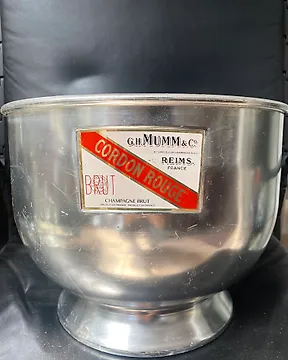 G.H. MUMM & Cº
REIMS
FRANCE
CORDON ROUGE
BRUT
CHAMPAGNE BRUT